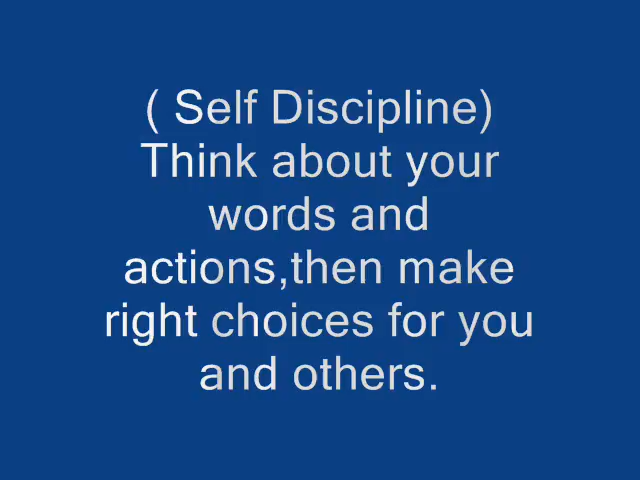 ( Self Discipline)
Think about your
words and
actions,then make
right choices for you
and others.